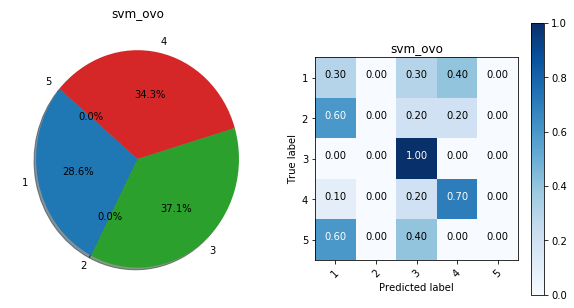 svm_ovo
4
5
34.3%
0.0%
28.6%
1
37.1%
0.0%
3
2
svm_ovo
True label
1 0.30 0.00 0.30 0.40 0.00
2 0.60 0.00 0.20 0.20 0.00
3 0.00 0.00 1.00 0.00 0.00
4 0.10 0.00 0.20 0.70 0.00
5 0.60 0.00 0.40 0.00 0.00
1 2 3 4 5
Predicted label
1.0
0.8
0.6
0.4
0.2
0.0